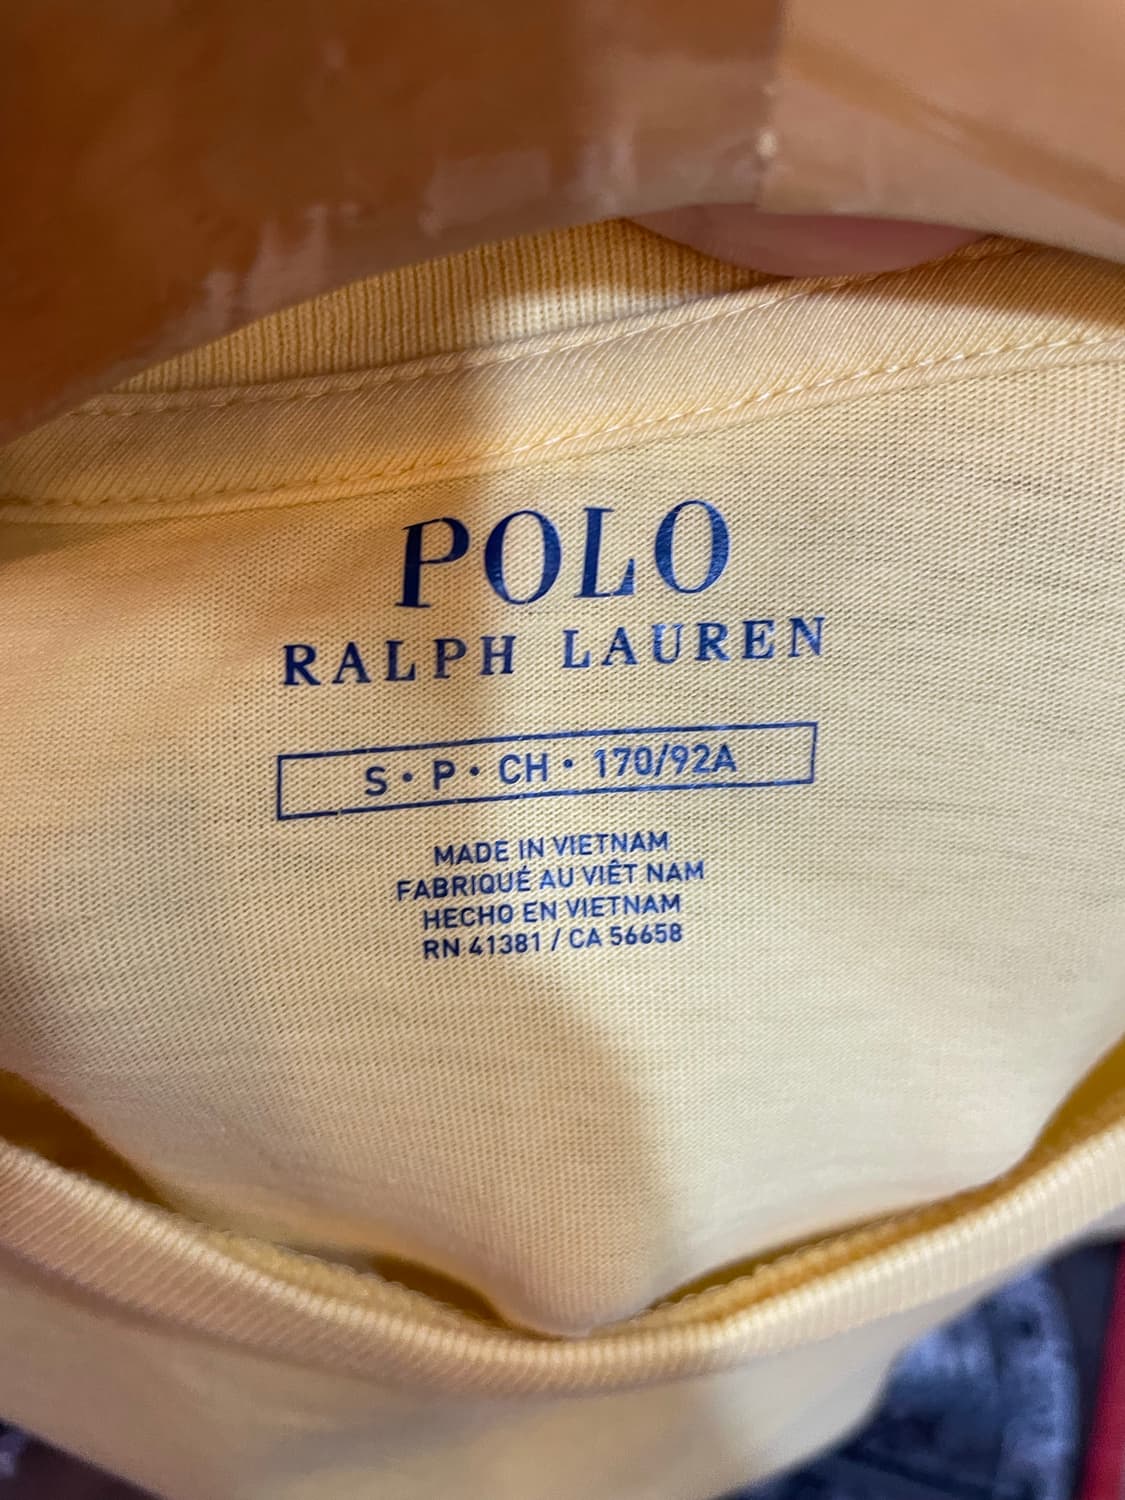 POLO
RALPH LAUREN
S • P • CH • 170/92A
MADE IN VIETNAM
FABRIQUÉ AU VIÊT NAM
HECHO EN VIETNAM
RN 41381 / CA 56658